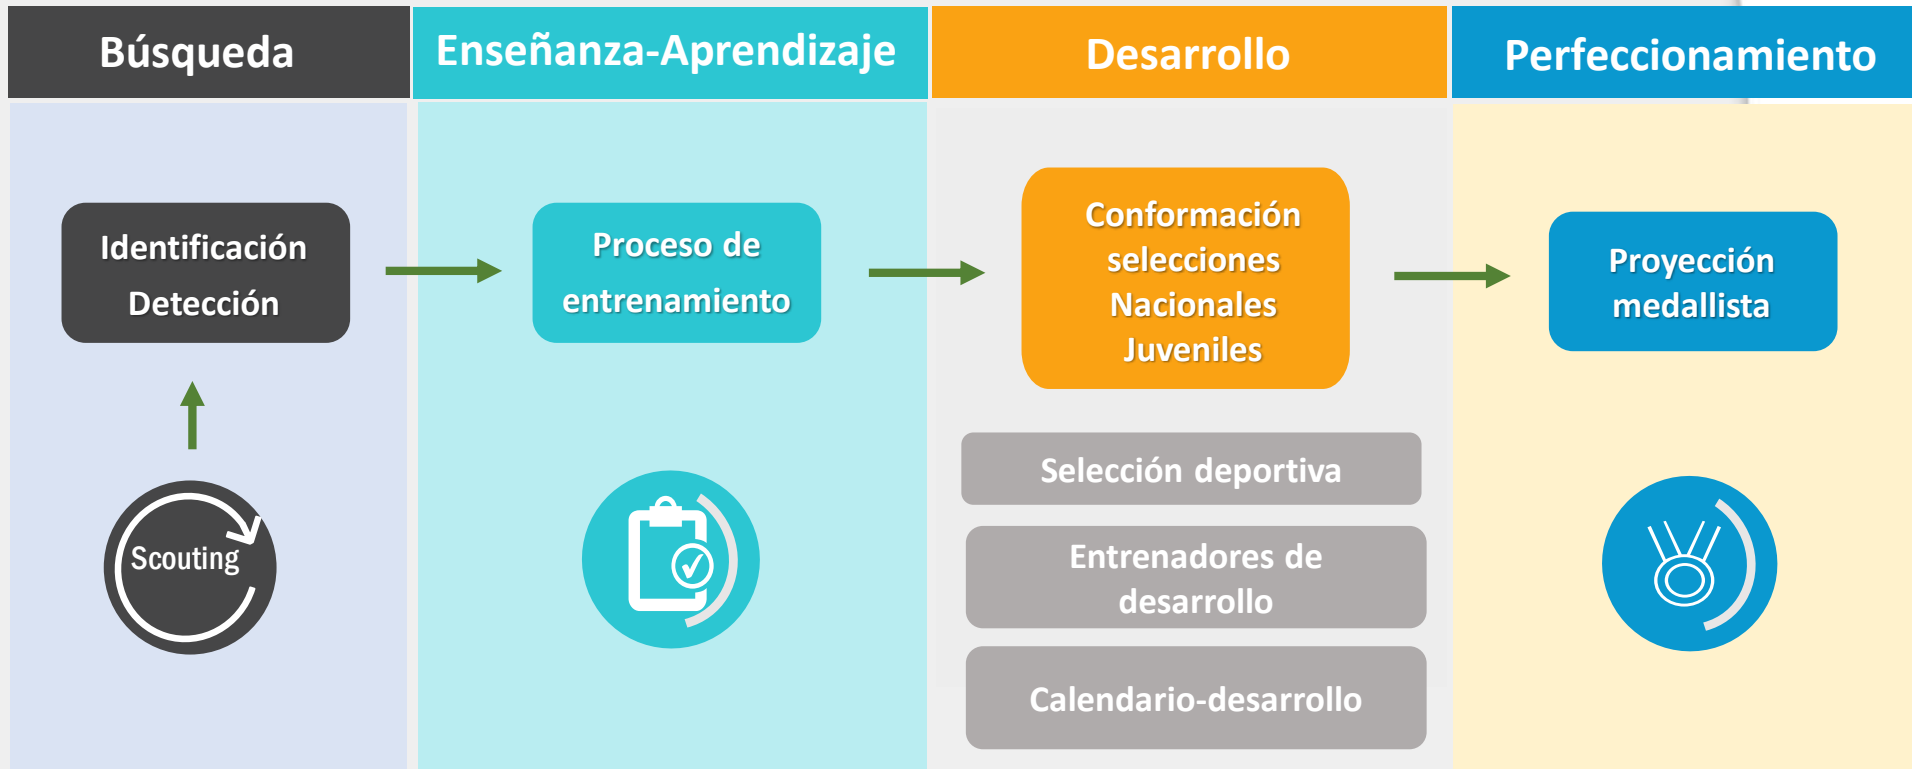 Búsqueda
Enseñanza-Aprendizaje
Desarrollo
Perfeccionamiento
Identificación
Detección
Scouting
Proceso de
entrenamiento
Conformación
selecciones
Nacionales
Juveniles
Selección deportiva
Entrenadores de
desarrollo
Calendario-desarrollo
Proyección
medallista